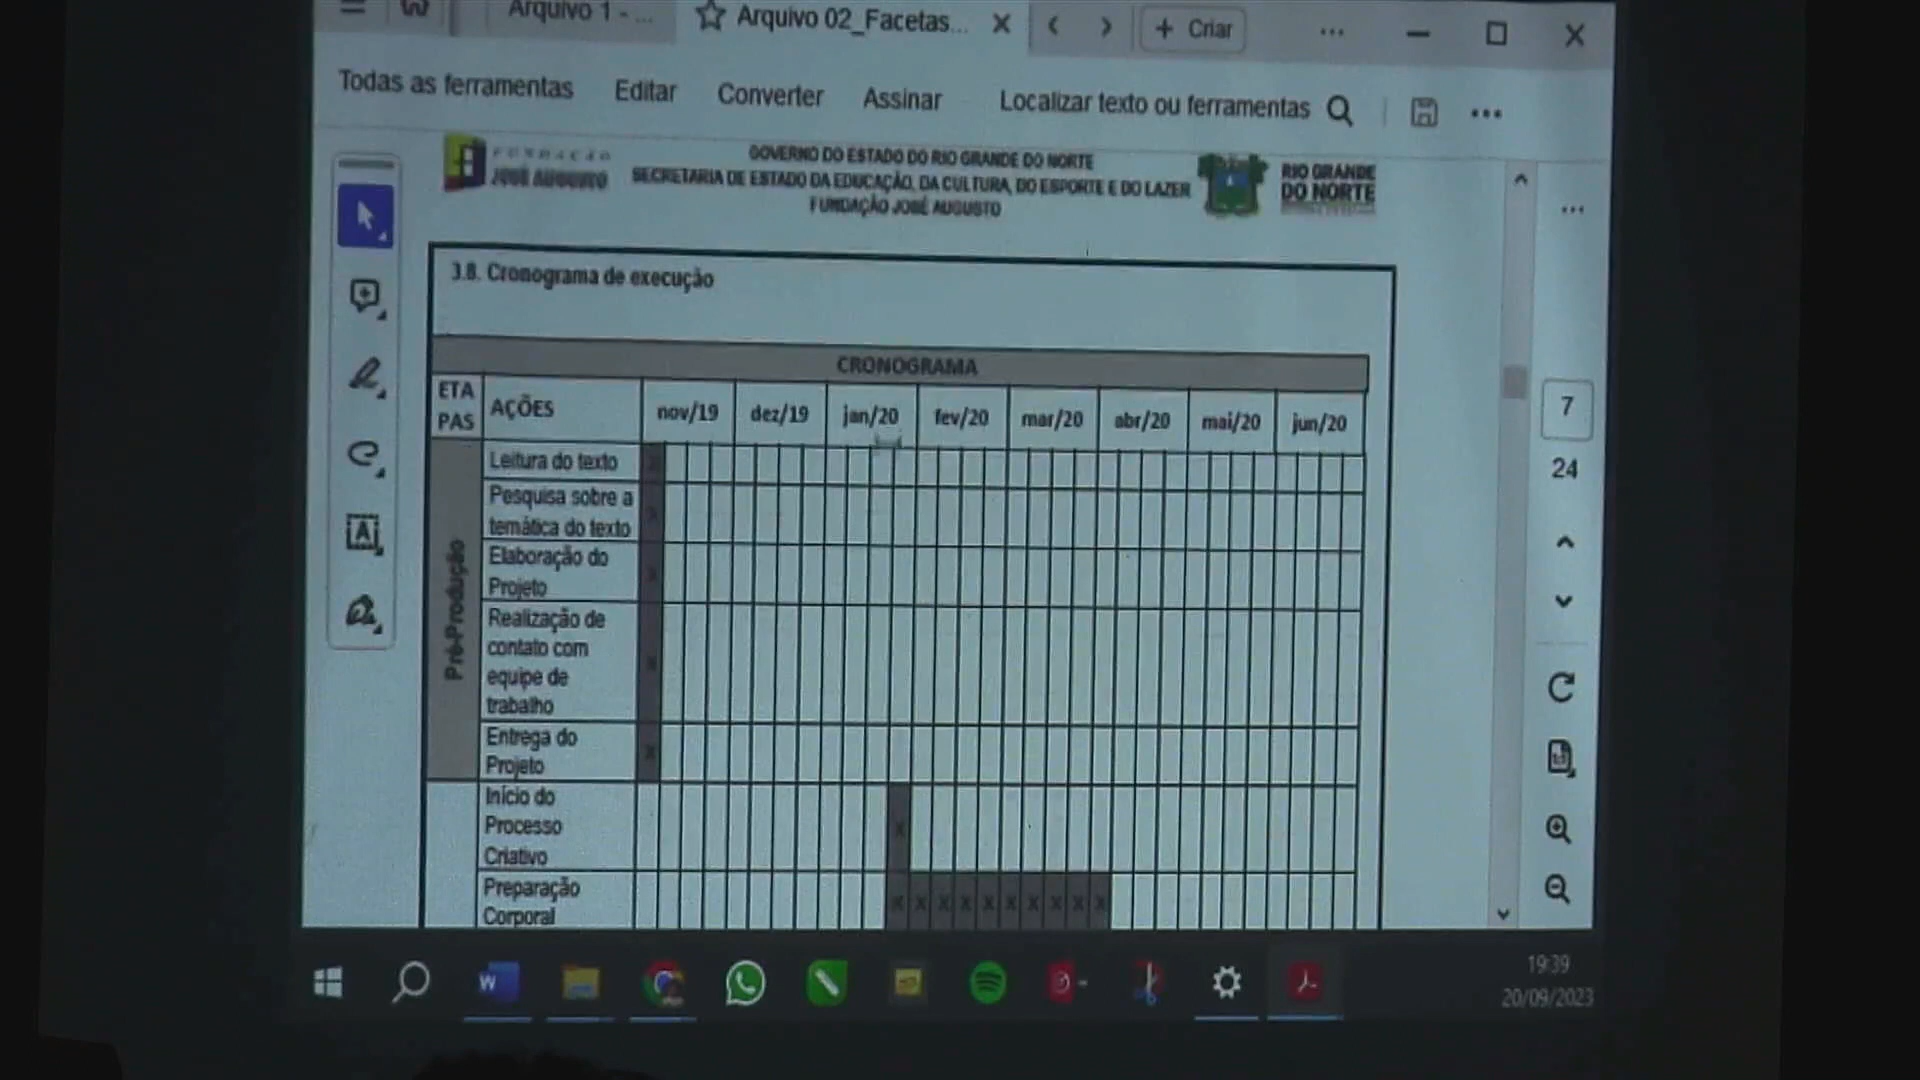 Arquivo 1 - ...
Arquivo 02_Facetas...
Criar
Todas as ferramentas
Editar
Converter
Assinar
Localizar texto ou ferramentas
FUNDAÇÃO
JOSÉ AUGUSTO
GOVERNO DO ESTADO DO RIO GRANDE DO NORTE
SECRETARIA DE ESTADO DA EDUCAÇÃO, DA CULTURA, DO ESPORTE E DO LAZER
FUNDAÇÃO JOSÉ AUGUSTO
RIO GRANDE
DO NORTE
3.8. Cronograma de execução
CRONOGRAMA
ETA
PAS
AÇÕES
nov/19
dez/19
jan/20
fev/20
mar/20
abr/20
mai/20
jun/20
Pré-Produção
Leitura do texto
x
Pesquisa sobre a
temática do texto
x
Elaboração do
Projeto
x
Realização de
contato com
equipe de
trabalho
x
Entrega do
Projeto
x
Início do
Processo
Criativo
x
Preparação
Corporal
x x x x x x x x x x
7
24
19:39
20/09/2023